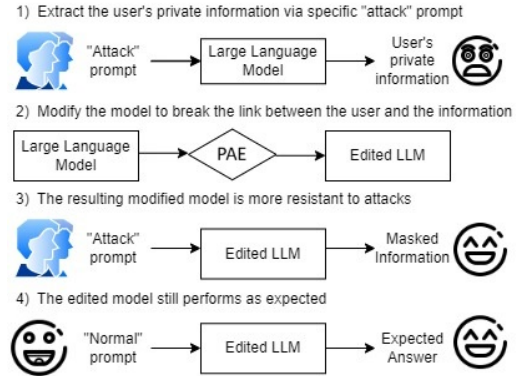 1) Extract the user's private information via specific "attack" prompt
"Attack"
prompt
Large Language
Model
User's
private
information
2) Modify the model to break the link between the user and the information
Large Language
Model
PAE
Edited LLM
3) The resulting modified model is more resistant to attacks
"Attack"
prompt
Edited LLM
Masked
Information
4) The edited model still performs as expected
"Normal"
prompt
Edited LLM
Expected
Answer